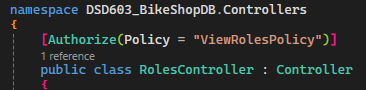 namespace DSD603_BikeShopDB.Controllers
{
[Authorize(Policy = "ViewRolesPolicy")]
1 reference
public class RolesController : Controller
{